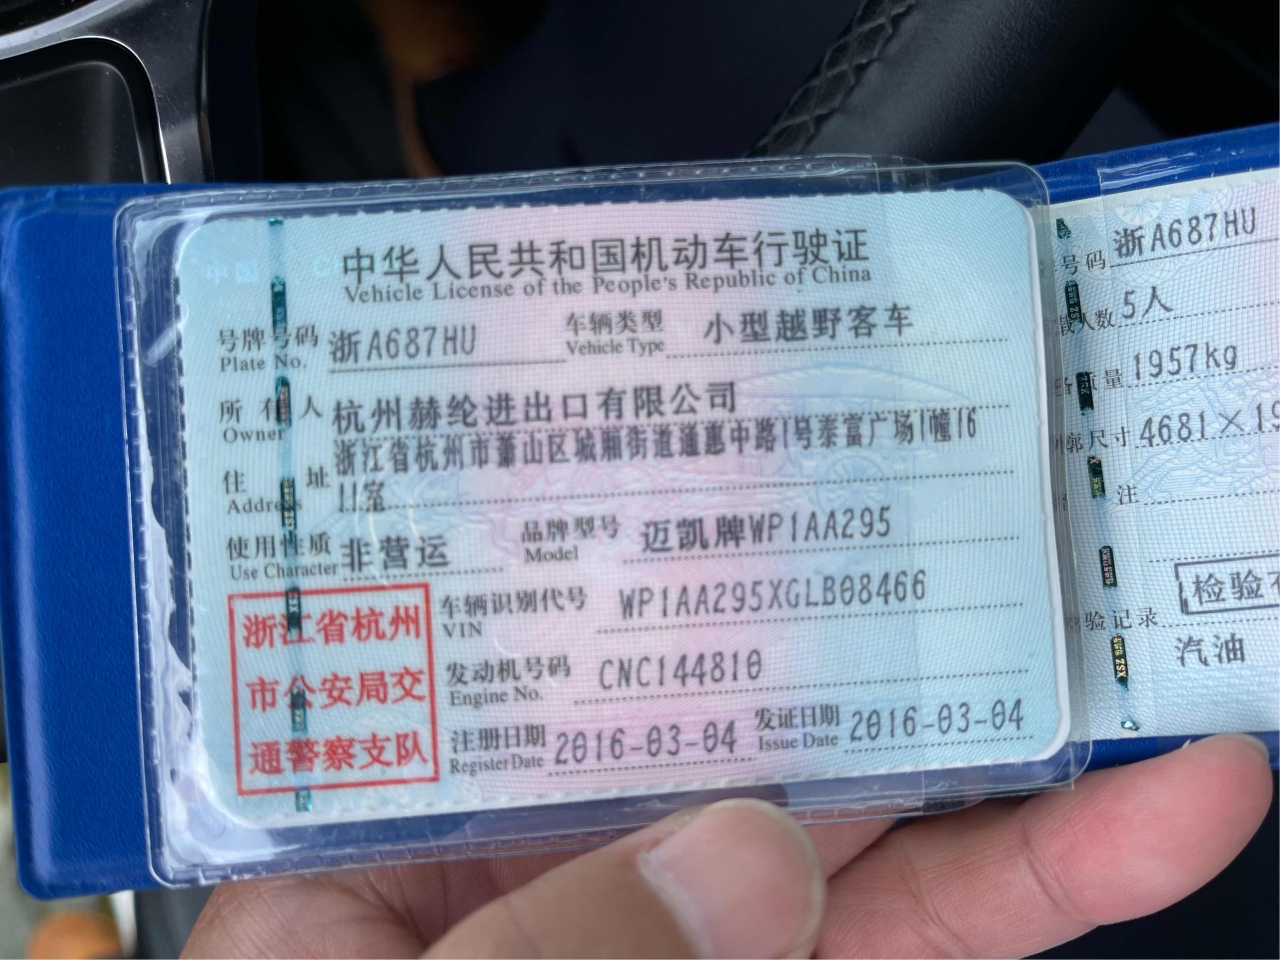 中华人民共和国机动车行驶证
Vehicle License of the People's Republic of China
号牌号码 浙A687HU 车辆类型 小型越野客车
Plate No. Vehicle Type
所有人 杭州赫纶进出口有限公司
Owner
住址 浙江省杭州市萧山区城厢街道通惠中路1号泰富广场1幢16
Address 11室
使用性质 非营运 品牌型号 迈凯牌WP1AA295
Use Character Model
浙江省杭州
市公安局交
通警察支队
车辆识别代号 WP1AA295XGLB08466
VIN
发动机号码 CNC144810
Engine No.
注册日期 2016-03-04 发证日期 2016-03-04
Register Date Issue Date
号码 浙A687HU
载人数 5人
质量 1957kg
廓尺寸 4681×19
注
检验
验记录
汽油